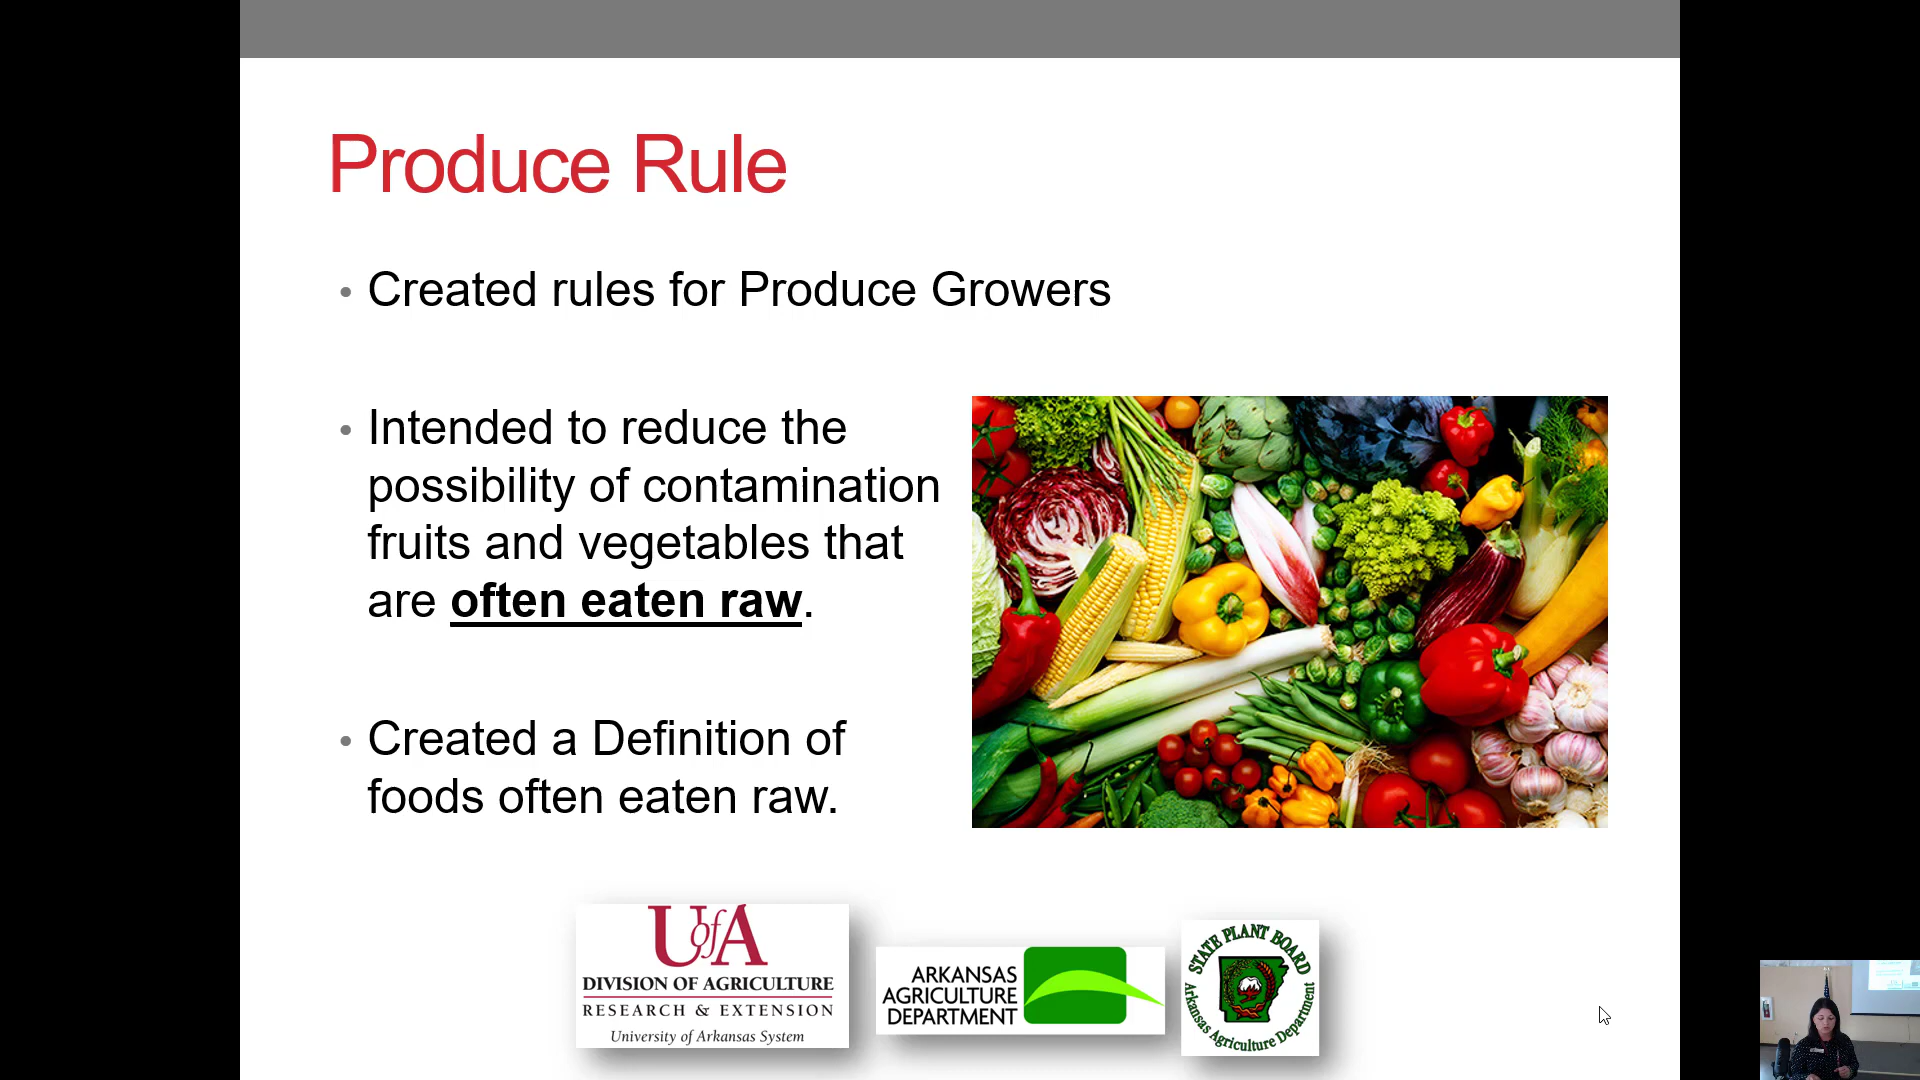 Produce Rule
• Created rules for Produce Growers
• Intended to reduce the
possibility of contamination
fruits and vegetables that
are often eaten raw.
• Created a Definition of
foods often eaten raw.
UofA
DIVISION OF AGRICULTURE
RESEARCH & EXTENSION
University of Arkansas System
ARKANSAS
AGRICULTURE
DEPARTMENT
STATE PLANT BOARD
Arkansas Agriculture Department